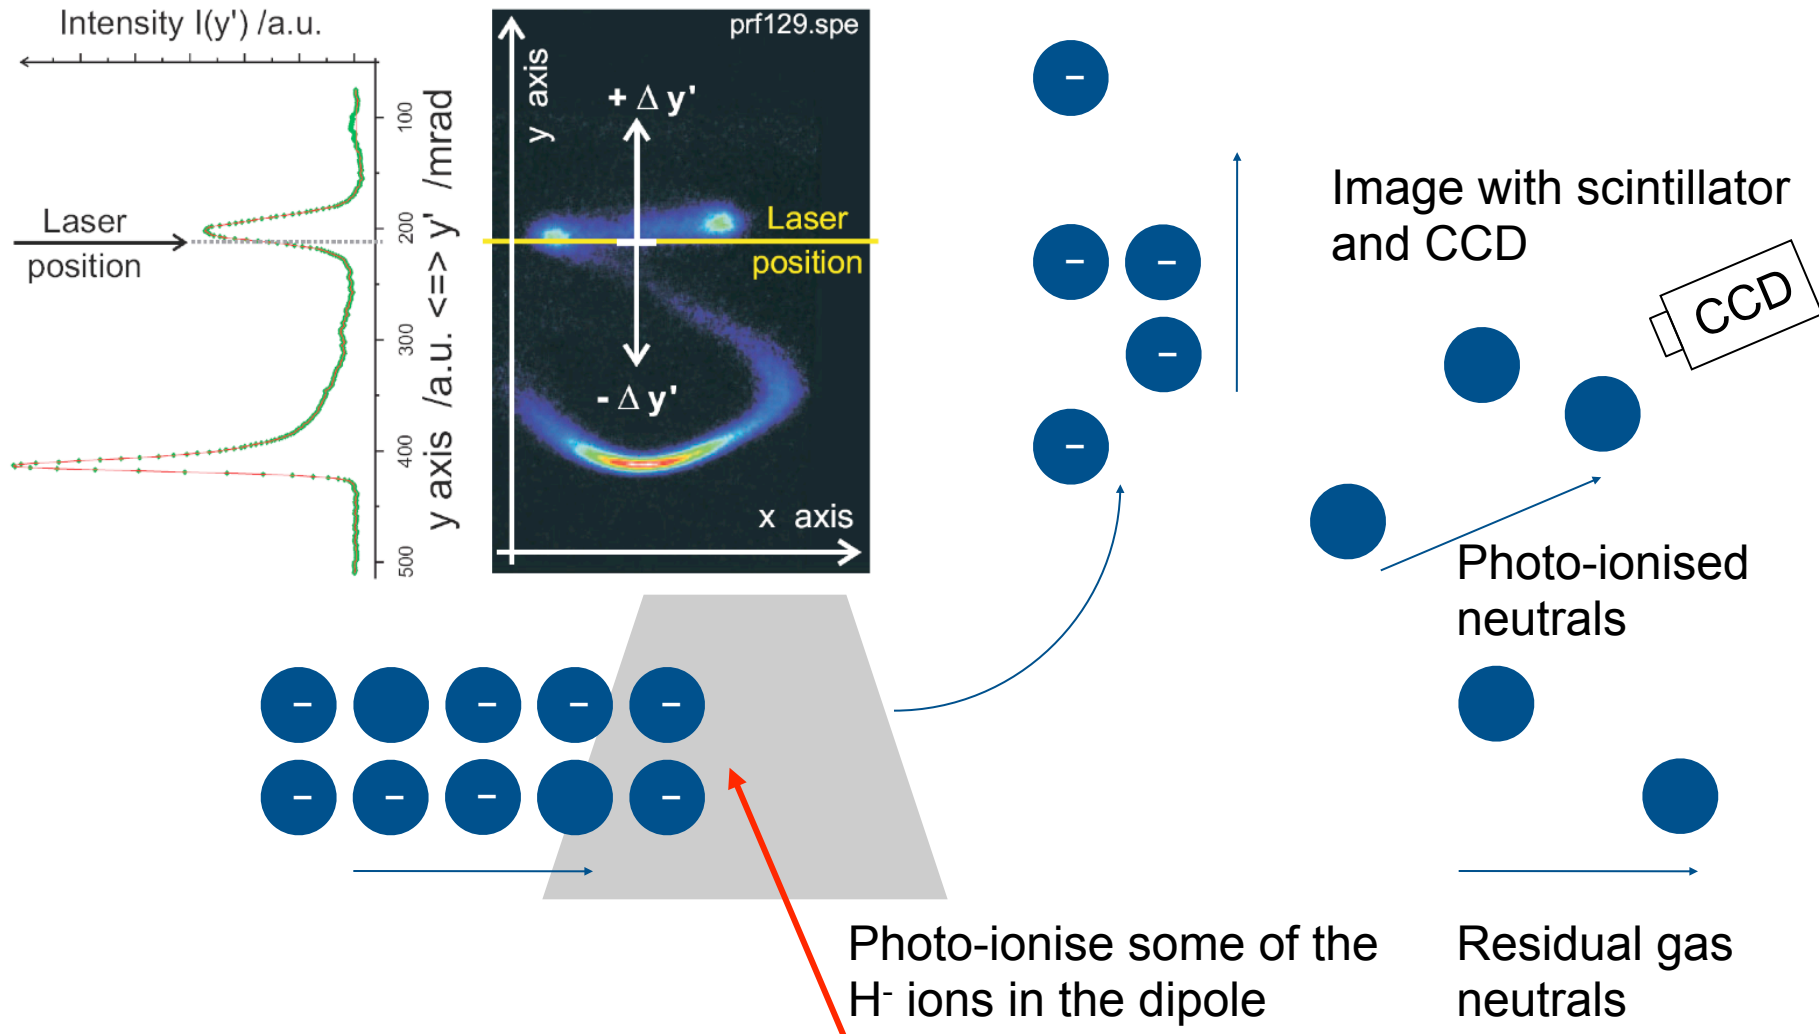 Intensity I(y') /a.u.
100
200
300
400
500
y axis /a.u. <=> y' /mrad
Laser
position
prf129.spe
y axis
+ Δ y'
Laser
position
- Δ y'
x axis
−
−
−
−
−
Image with scintillator
and CCD
CCD
Photo-ionised
neutrals
− − − −
− − − −
Photo-ionise some of the
H⁻ ions in the dipole
Residual gas
neutrals